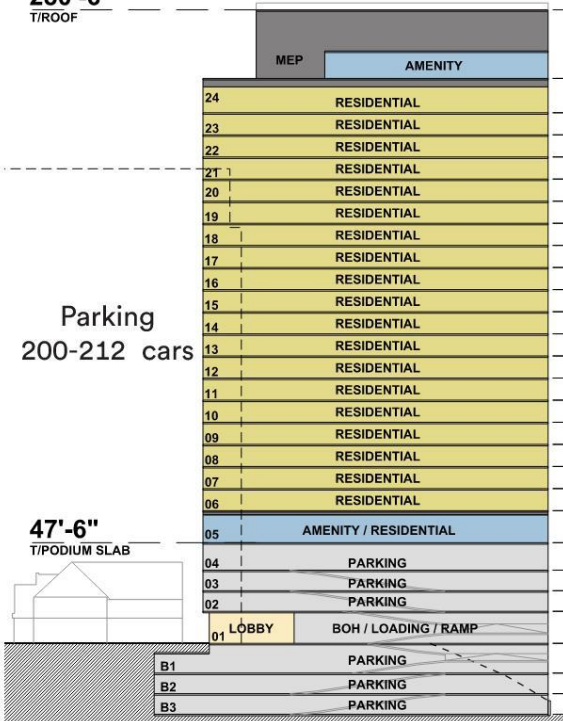 T/ROOF
MEP
AMENITY
24 RESIDENTIAL
23 RESIDENTIAL
22 RESIDENTIAL
21 RESIDENTIAL
20 RESIDENTIAL
19 RESIDENTIAL
18 RESIDENTIAL
17 RESIDENTIAL
16 RESIDENTIAL
15 RESIDENTIAL
14 RESIDENTIAL
13 RESIDENTIAL
12 RESIDENTIAL
11 RESIDENTIAL
10 RESIDENTIAL
09 RESIDENTIAL
08 RESIDENTIAL
07 RESIDENTIAL
06 RESIDENTIAL
Parking
200-212 cars
47'-6"
T/PODIUM SLAB
05 AMENITY / RESIDENTIAL
04 PARKING
03 PARKING
02 PARKING
01 LOBBY BOH / LOADING / RAMP
B1 PARKING
B2 PARKING
B3 PARKING